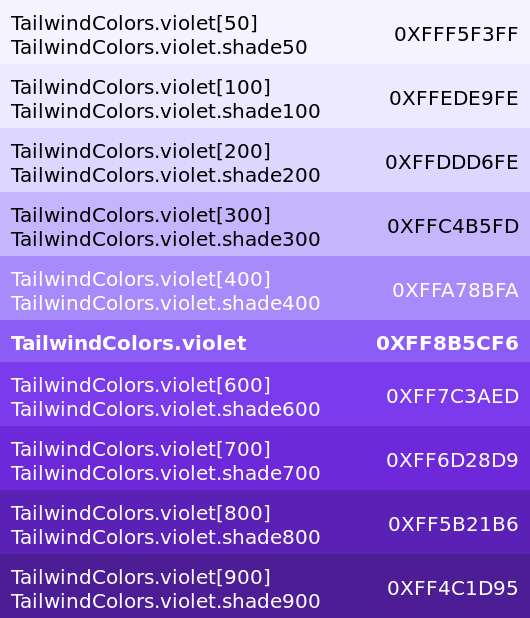 TailwindColors.violet[50]
TailwindColors.violet.shade50
0XFFF5F3FF
TailwindColors.violet[100]
TailwindColors.violet.shade100
0XFFEDE9FE
TailwindColors.violet[200]
TailwindColors.violet.shade200
0XFFDDD6FE
TailwindColors.violet[300]
TailwindColors.violet.shade300
0XFFC4B5FD
TailwindColors.violet[400]
TailwindColors.violet.shade400
0XFFA78BFA
TailwindColors.violet
0XFF8B5CF6
TailwindColors.violet[600]
TailwindColors.violet.shade600
0XFF7C3AED
TailwindColors.violet[700]
TailwindColors.violet.shade700
0XFF6D28D9
TailwindColors.violet[800]
TailwindColors.violet.shade800
0XFF5B21B6
TailwindColors.violet[900]
TailwindColors.violet.shade900
0XFF4C1D95